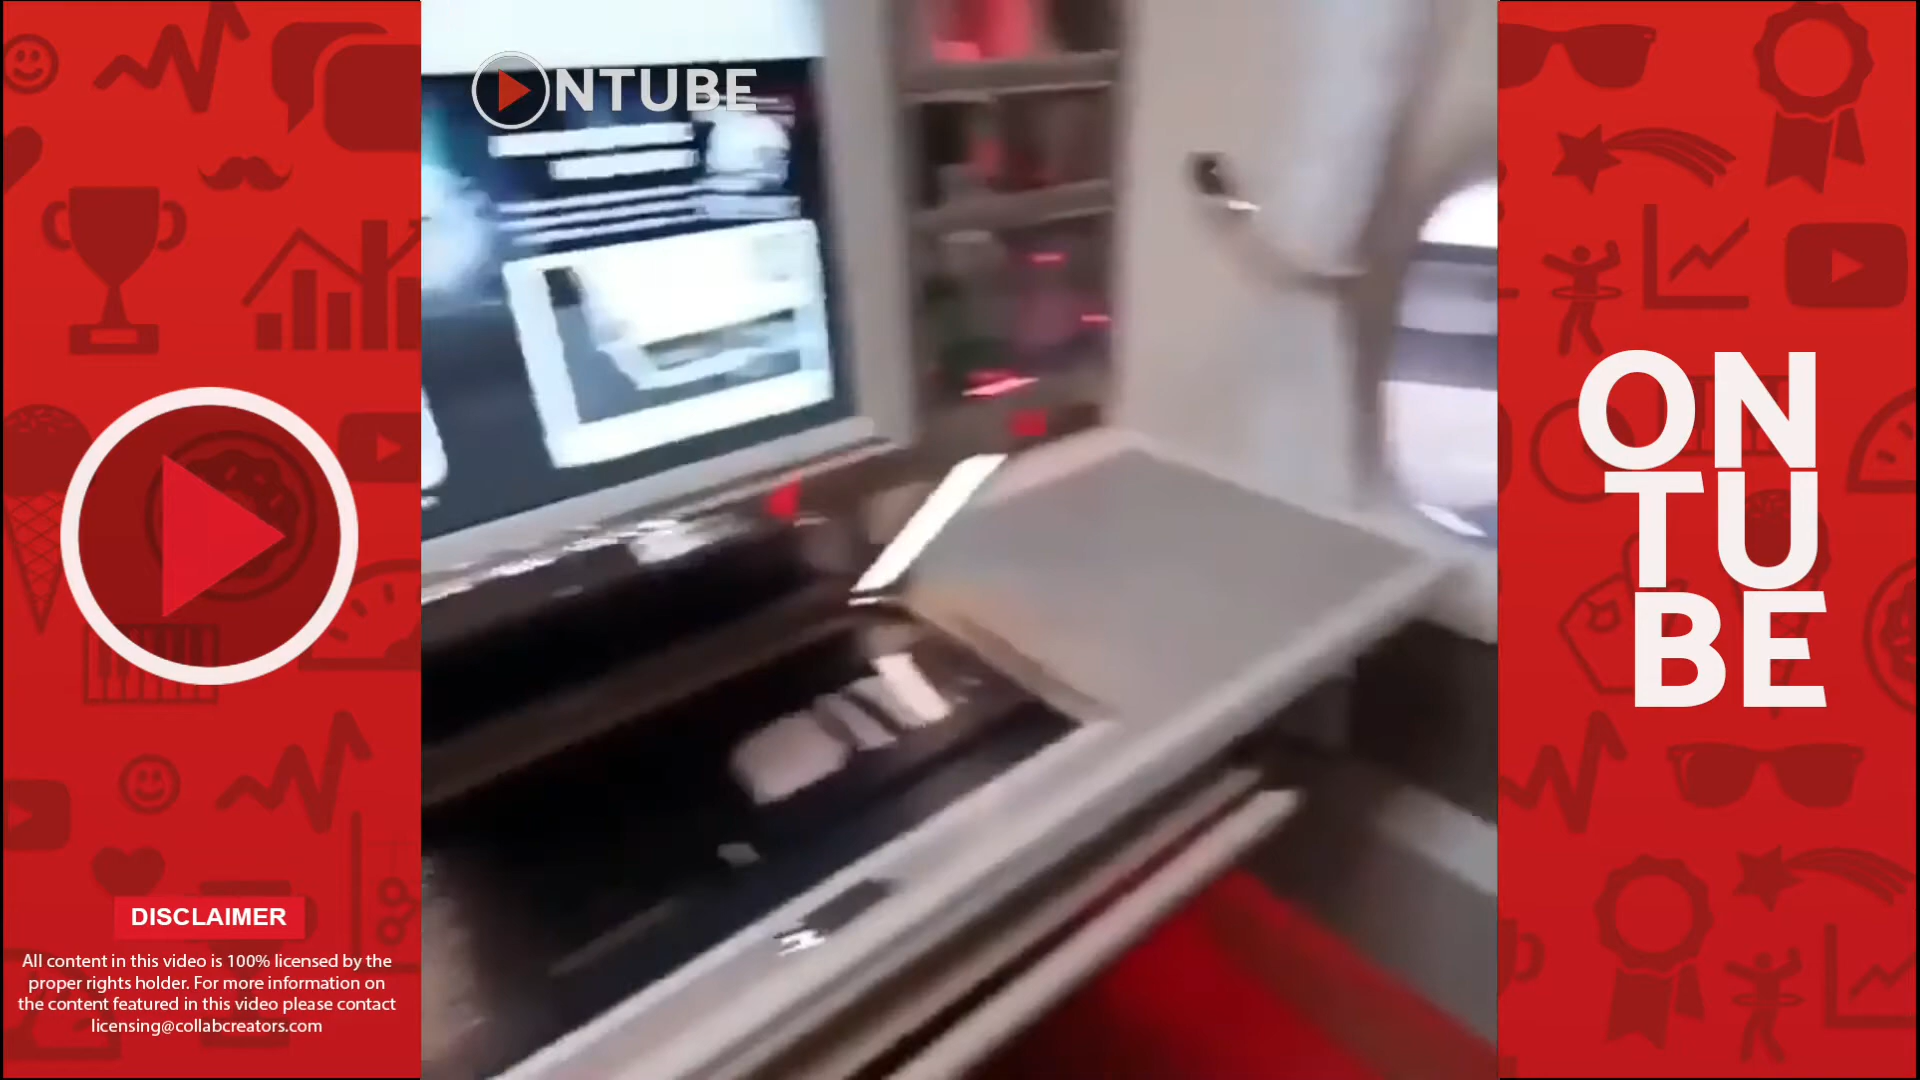 NTUBE
ON
TU
BE
DISCLAIMER
All content in this video is 100% licensed by the
proper rights holder. For more information on
the content featured in this video please contact
licensing@collabcreators.com